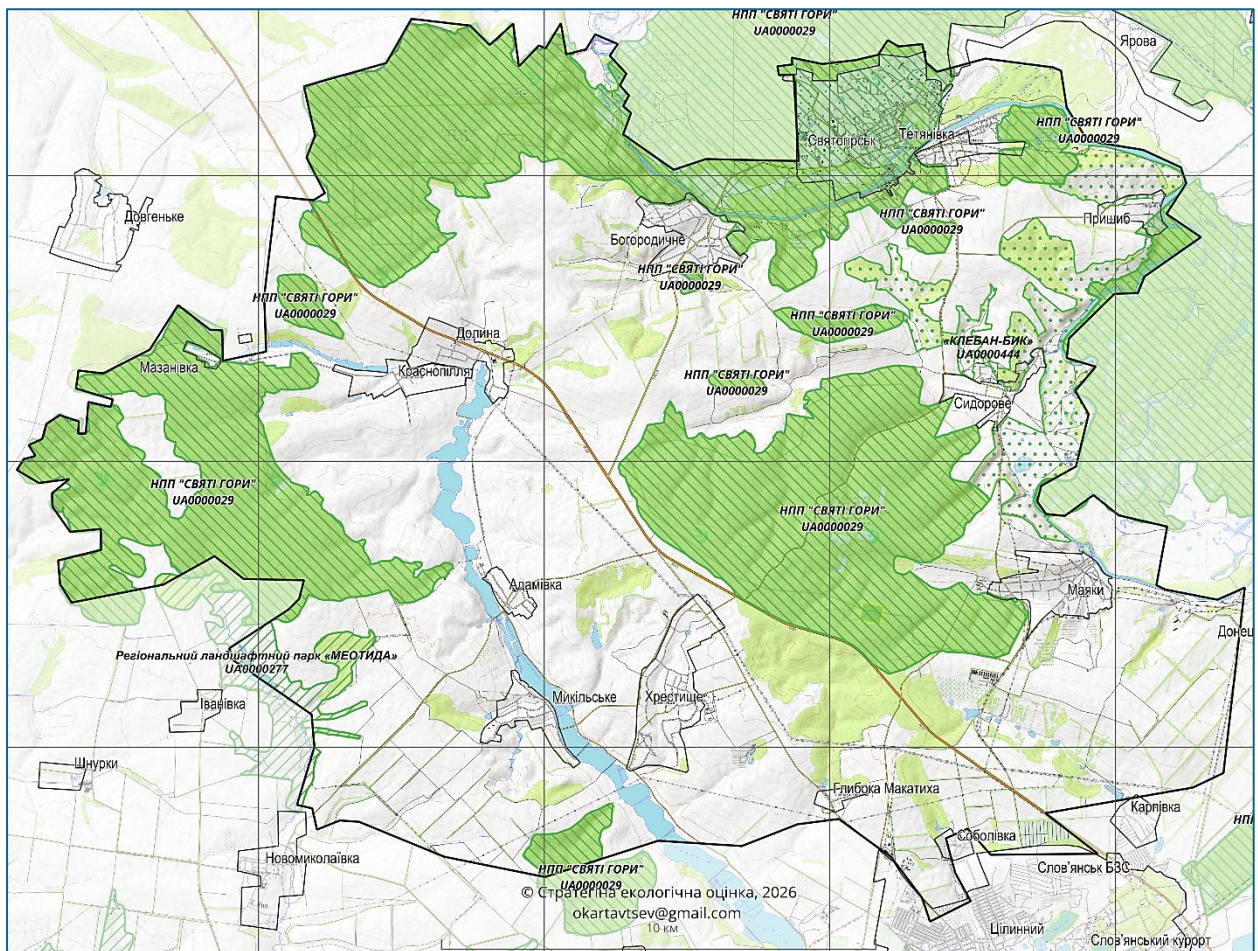 НПП "СВЯТІ ГОРИ"
UA0000029
Ярова
НПП "СВЯТІ ГОРИ"
UA0000029
Святогірськ
Тетянівка
Довгеньке
Богородичне
НПП "СВЯТІ ГОРИ"
UA0000029
Пришиб
НПП "СВЯТІ ГОРИ"
UA0000029
НПП "СВЯТІ ГОРИ"
UA0000029
НПП "СВЯТІ ГОРИ"
UA0000029
Долина
«КЛЕБАН-БИК»
UA0000444
Мазанівка
Краснопілля
НПП "СВЯТІ ГОРИ"
UA0000029
Сидорове
НПП "СВЯТІ ГОРИ"
UA0000029
НПП "СВЯТІ ГОРИ"
UA0000029
Адамівка
Маяки
Донец
Регіональний ландшафтний парк «МЕОТИДА»
UA0000277
Іванівка
Микільське
Хрестище
Шнурки
Глибока Макатиха
Карпівка
НПП
Соболівка
Новомиколаївка
Слов'янськ БЗС
НПП "СВЯТІ ГОРИ"
UA0000029
© Стратегічна екологічна оцінка, 2026
okartavtsev@gmail.com
10 км
Цілинний
Слов'янський курорт